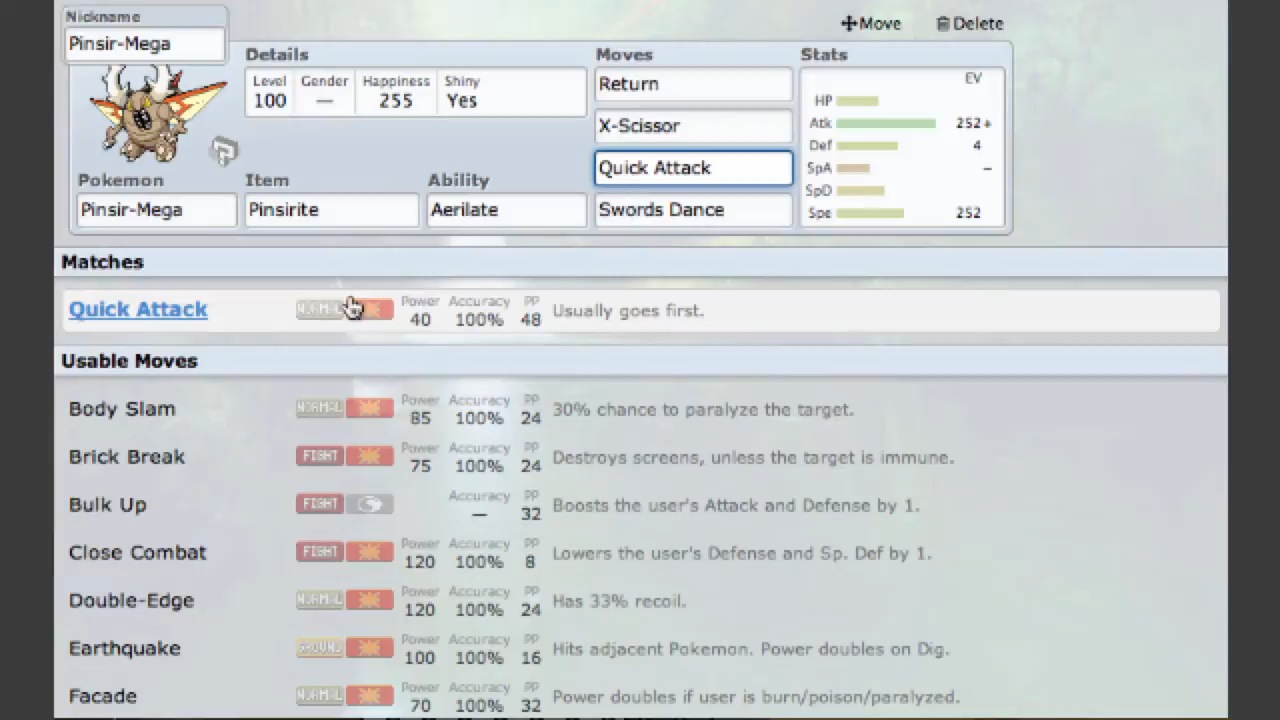 Nickname
Pinsir-Mega
Move Delete
Details
Level Gender Happiness Shiny
100 — 255 Yes
Pokemon Item Ability
Pinsir-Mega Pinsirite Aerilate
Moves
Return
X-Scissor
Quick Attack
Swords Dance
Stats
EV
HP
Atk 252+
Def 4
SpA –
SpD
Spe 252
Matches
Quick Attack NORMAL Power 40 Accuracy 100% PP 48 Usually goes first.
Usable Moves
Body Slam NORMAL Power 85 Accuracy 100% PP 24 30% chance to paralyze the target.
Brick Break FIGHT Power 75 Accuracy 100% PP 24 Destroys screens, unless the target is immune.
Bulk Up FIGHT Accuracy — PP 32 Boosts the user's Attack and Defense by 1.
Close Combat FIGHT Power 120 Accuracy 100% PP 8 Lowers the user's Defense and Sp. Def by 1.
Double-Edge NORMAL Power 120 Accuracy 100% PP 24 Has 33% recoil.
Earthquake GROUND Power 100 Accuracy 100% PP 16 Hits adjacent Pokemon. Power doubles on Dig.
Facade NORMAL Power 70 Accuracy 100% PP 32 Power doubles if user is burn/poison/paralyzed.